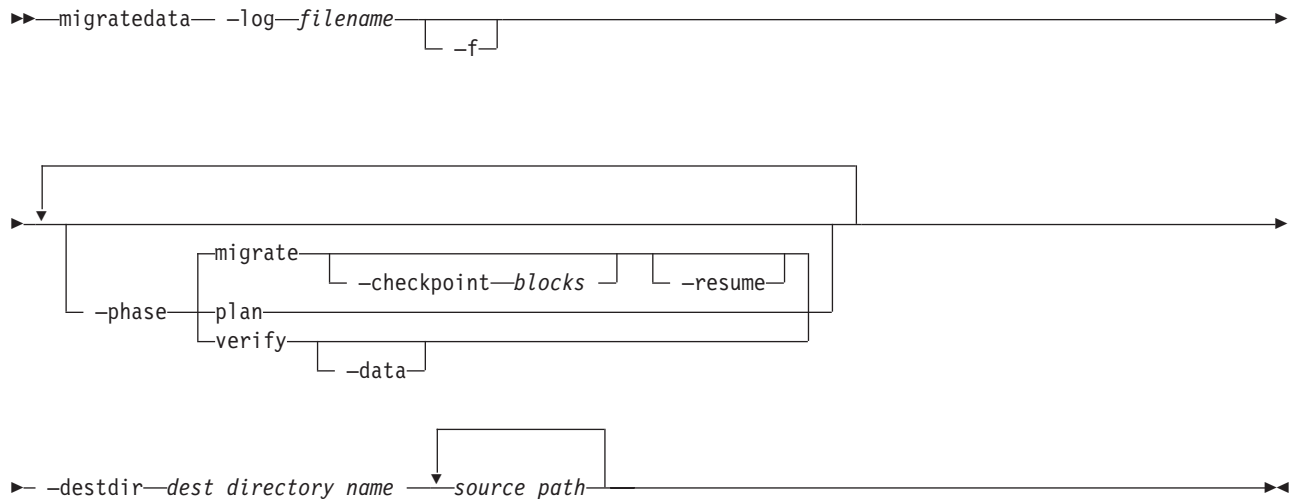 ►►─migratedata─ ─log─filename─
─f
migrate
─checkpoint─blocks
─resume
─phase
plan
verify
─data
►─ ─destdir─dest directory name─ source path─►◄